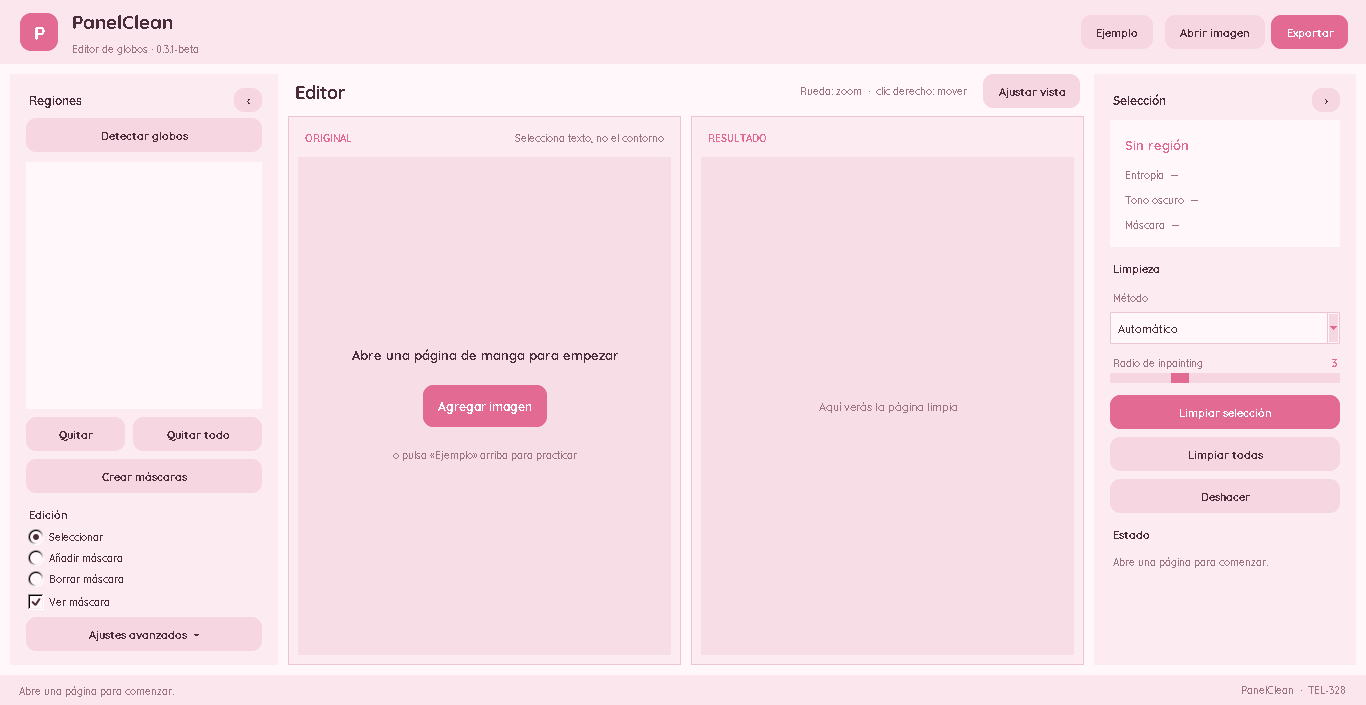 P
PanelClean
Editor de globos · 0.3.1-beta
Ejemplo
Abrir imagen
Exportar
Regiones
‹
Detectar globos
Quitar
Quitar todo
Crear máscaras
Edición
Seleccionar
Añadir máscara
Borrar máscara
Ver máscara
Ajustes avanzados
Editor
Rueda: zoom · clic derecho: mover
Ajustar vista
ORIGINAL
Selecciona texto, no el contorno
Abre una página de manga para empezar
Agregar imagen
o pulsa «Ejemplo» arriba para practicar
RESULTADO
Aquí verás la página limpia
Selección
›
Sin región
Entropía —
Tono oscuro —
Máscara —
Limpieza
Método
Automático
Radio de inpainting 3
Limpiar selección
Limpiar todas
Deshacer
Estado
Abre una página para comenzar.
Abre una página para comenzar.
PanelClean · TEL-328